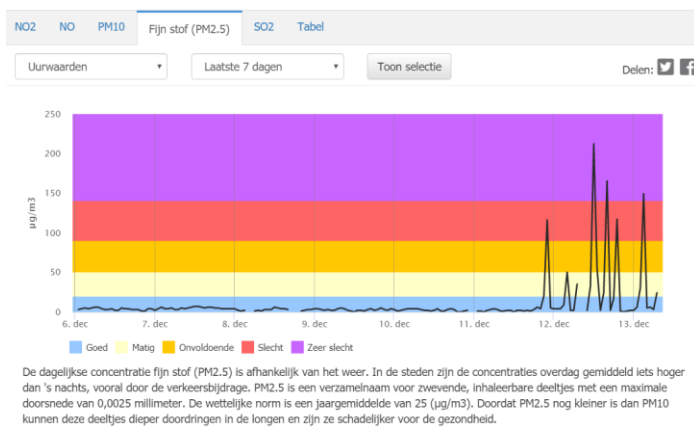 NO2 NO PM10 Fijn stof (PM2.5) SO2 Tabel
Uurwaarden Laatste 7 dagen Toon selectie Delen:
250
200
150
100
50
0
µg/m3
6. dec 7. dec 8. dec 9. dec 10. dec 11. dec 12. dec 13. dec
Goed Matig Onvoldoende Slecht Zeer slecht
De dagelijkse concentratie fijn stof (PM2.5) is afhankelijk van het weer. In de steden zijn de concentraties overdag gemiddeld iets hoger
dan 's nachts, vooral door de verkeersbijdrage. PM2.5 is een verzamelnaam voor zwevende, inhaleerbare deeltjes met een maximale
doorsnede van 0,0025 millimeter. De wettelijke norm is een jaargemiddelde van 25 (µg/m3). Doordat PM2.5 nog kleiner is dan PM10
kunnen deze deeltjes dieper doordringen in de longen en zijn ze schadelijker voor de gezondheid.